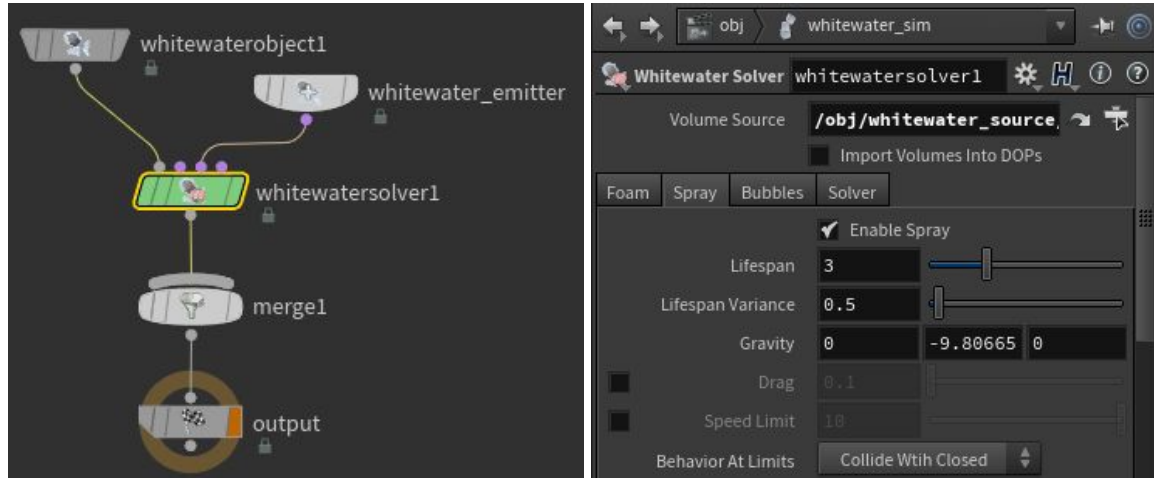 whitewaterobject1
whitewater_emitter
whitewatersolver1
merge1
output
obj whitewater_sim
Whitewater Solver whitewatersolver1
Volume Source /obj/whitewater_source
Import Volumes Into DOPs
Foam Spray Bubbles Solver
Enable Spray
Lifespan 3
Lifespan Variance 0.5
Gravity 0 -9.80665 0
Drag 0.1
Speed Limit 10
Behavior At Limits Collide Wtih Closed